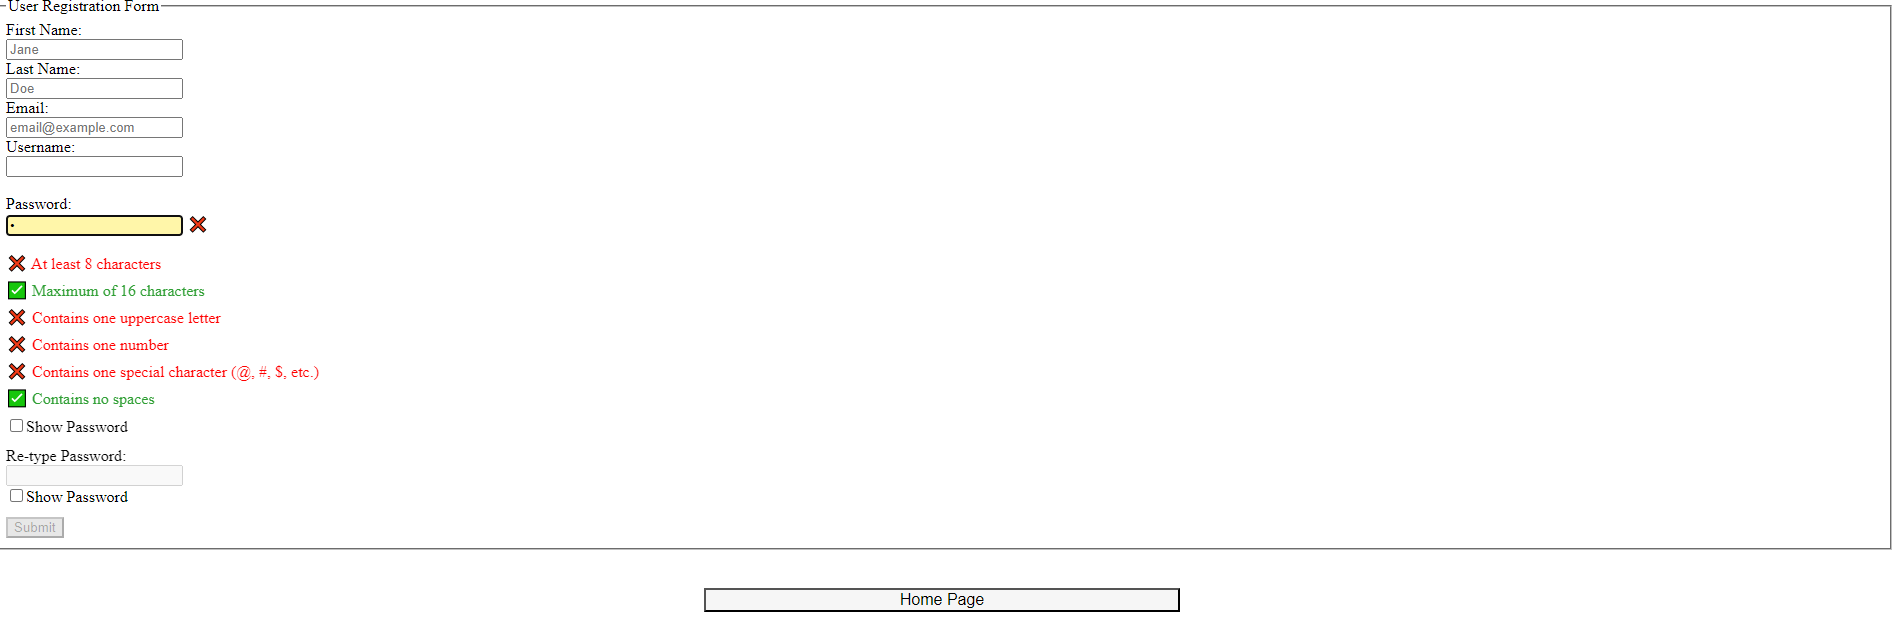 User Registration Form
First Name:
Jane
Last Name:
Doe
Email:
email@example.com
Username:
Password:
•
At least 8 characters
Maximum of 16 characters
Contains one uppercase letter
Contains one number
Contains one special character (@, #, $, etc.)
Contains no spaces
Show Password
Re-type Password:
Show Password
Submit
Home Page